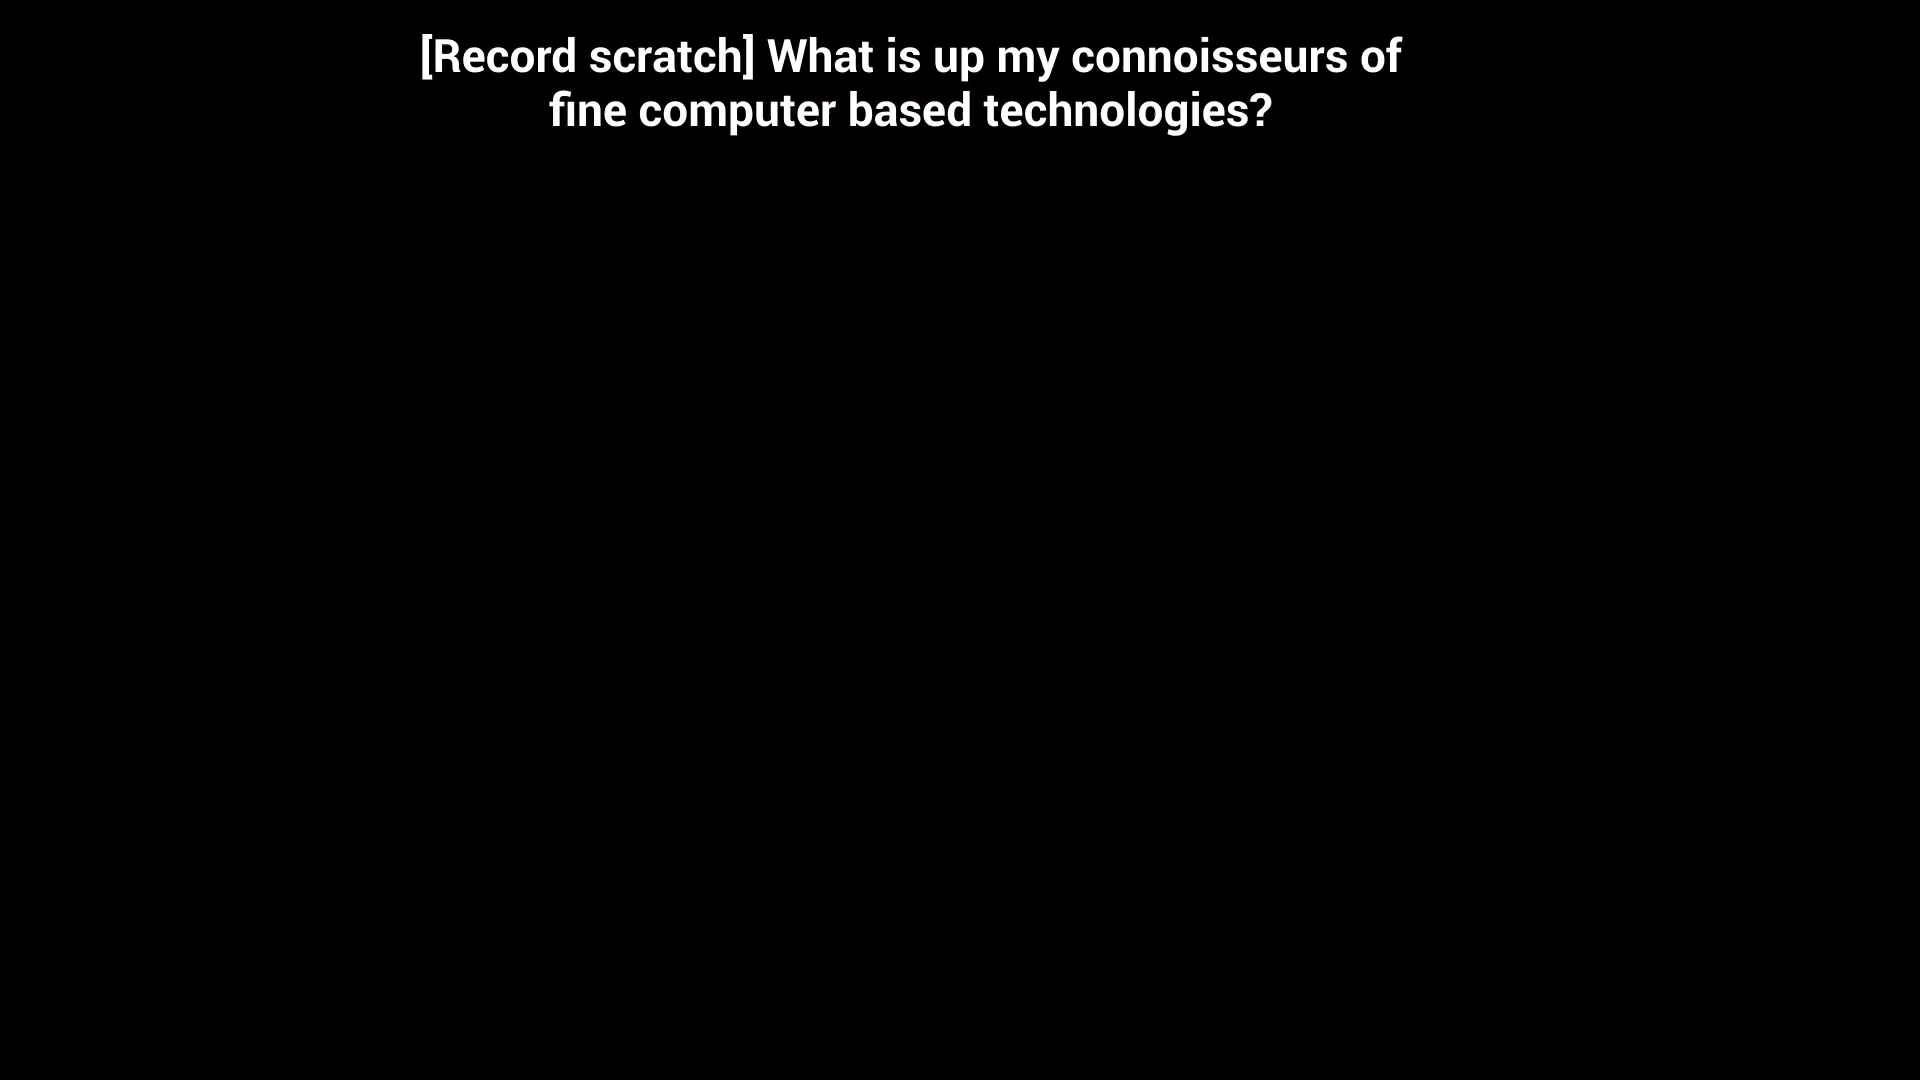 [Record scratch] What is up my connoisseurs of
fine computer based technologies?